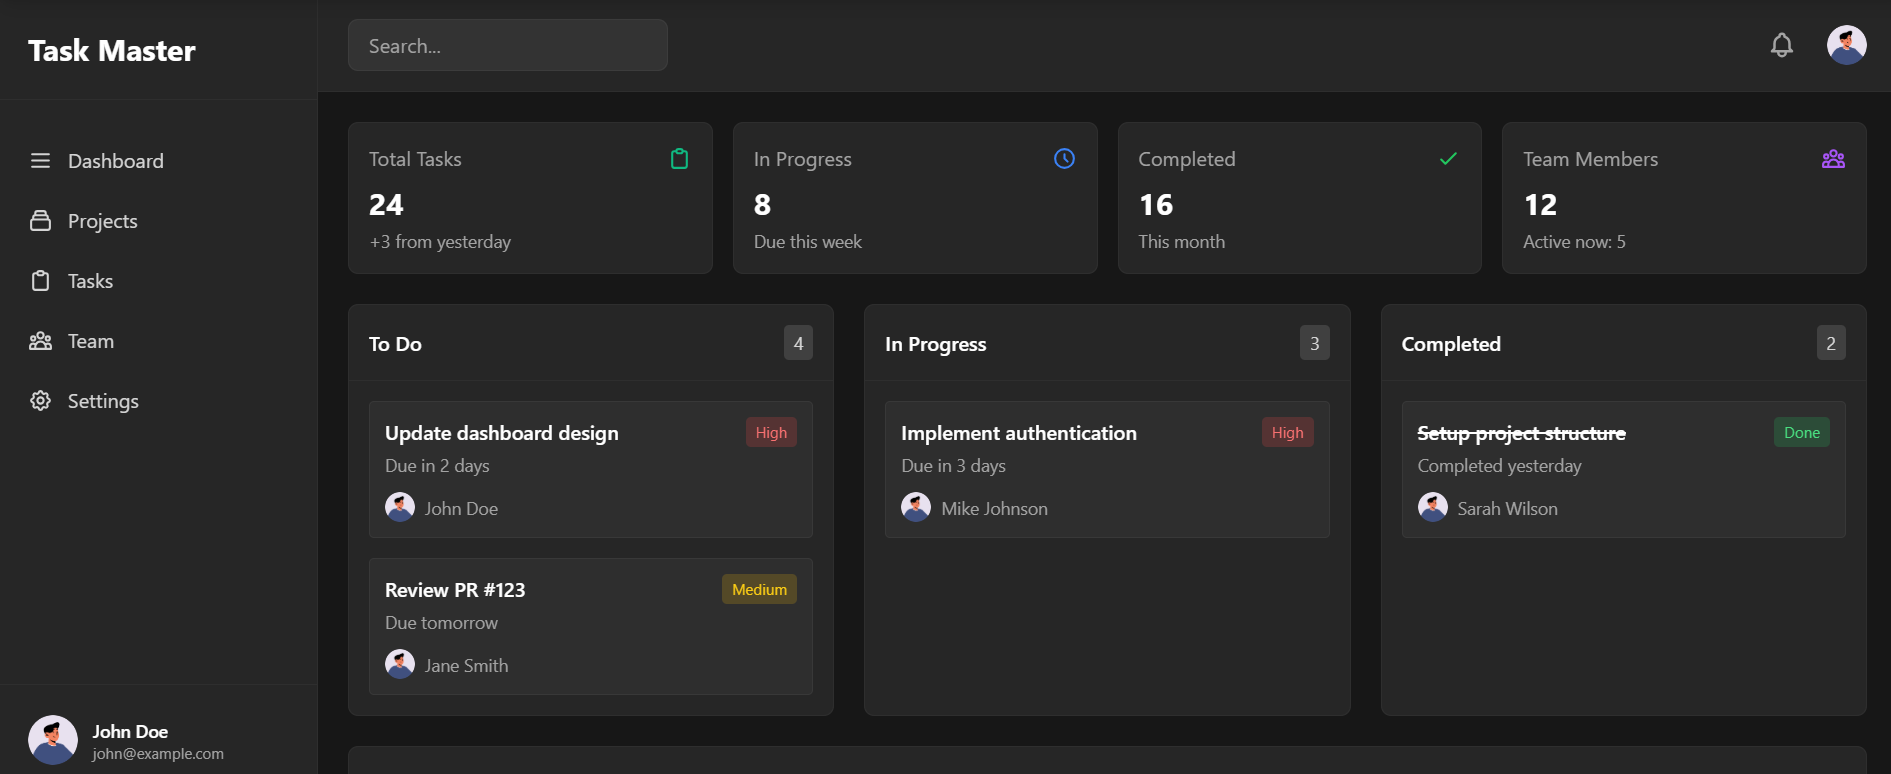 Task Master
Search...
Dashboard
Projects
Tasks
Team
Settings
John Doe
john@example.com
Total Tasks
24
+3 from yesterday
In Progress
8
Due this week
Completed
16
This month
Team Members
12
Active now: 5
To Do
4
Update dashboard design
High
Due in 2 days
John Doe
Review PR #123
Medium
Due tomorrow
Jane Smith
In Progress
3
Implement authentication
High
Due in 3 days
Mike Johnson
Completed
2
Setup project structure
Done
Completed yesterday
Sarah Wilson